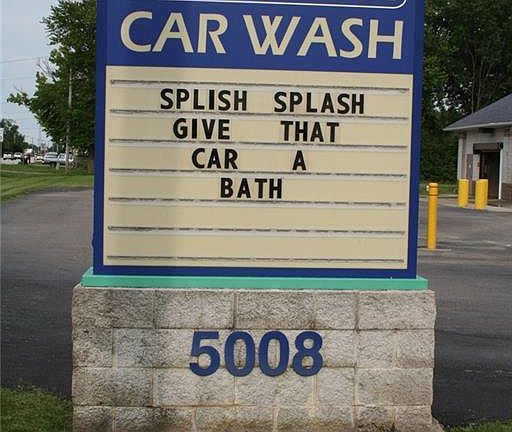 CAR WASH
SPLISH SPLASH
GIVE THAT
CAR A
BATH
5008